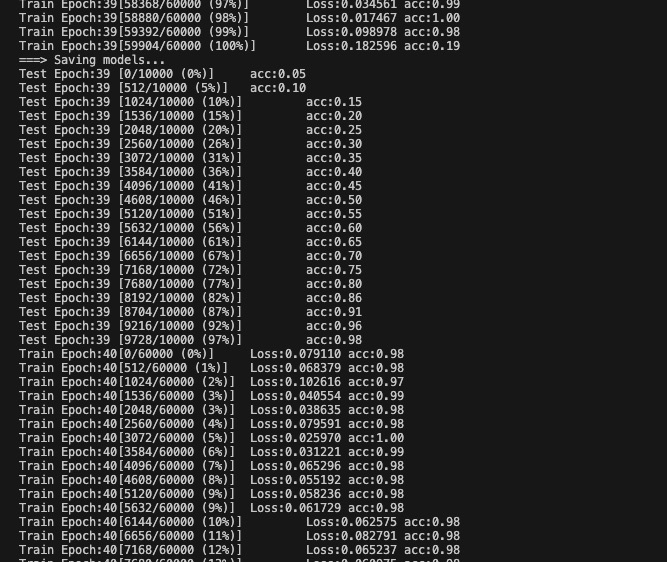 Train Epoch:39[58368/60000 (97%)] Loss:0.034561 acc:0.99
Train Epoch:39[58880/60000 (98%)] Loss:0.017467 acc:1.00
Train Epoch:39[59392/60000 (99%)] Loss:0.098978 acc:0.98
Train Epoch:39[59904/60000 (100%)] Loss:0.182596 acc:0.19
===> Saving models...
Test Epoch:39 [0/10000 (0%)] acc:0.05
Test Epoch:39 [512/10000 (5%)] acc:0.10
Test Epoch:39 [1024/10000 (10%)] acc:0.15
Test Epoch:39 [1536/10000 (15%)] acc:0.20
Test Epoch:39 [2048/10000 (20%)] acc:0.25
Test Epoch:39 [2560/10000 (26%)] acc:0.30
Test Epoch:39 [3072/10000 (31%)] acc:0.35
Test Epoch:39 [3584/10000 (36%)] acc:0.40
Test Epoch:39 [4096/10000 (41%)] acc:0.45
Test Epoch:39 [4608/10000 (46%)] acc:0.50
Test Epoch:39 [5120/10000 (51%)] acc:0.55
Test Epoch:39 [5632/10000 (56%)] acc:0.60
Test Epoch:39 [6144/10000 (61%)] acc:0.65
Test Epoch:39 [6656/10000 (67%)] acc:0.70
Test Epoch:39 [7168/10000 (72%)] acc:0.75
Test Epoch:39 [7680/10000 (77%)] acc:0.80
Test Epoch:39 [8192/10000 (82%)] acc:0.86
Test Epoch:39 [8704/10000 (87%)] acc:0.91
Test Epoch:39 [9216/10000 (92%)] acc:0.96
Test Epoch:39 [9728/10000 (97%)] acc:0.98
Train Epoch:40[0/60000 (0%)] Loss:0.079110 acc:0.98
Train Epoch:40[512/60000 (1%)] Loss:0.068379 acc:0.98
Train Epoch:40[1024/60000 (2%)] Loss:0.102616 acc:0.97
Train Epoch:40[1536/60000 (3%)] Loss:0.040554 acc:0.99
Train Epoch:40[2048/60000 (3%)] Loss:0.038635 acc:0.98
Train Epoch:40[2560/60000 (4%)] Loss:0.079591 acc:0.98
Train Epoch:40[3072/60000 (5%)] Loss:0.025970 acc:1.00
Train Epoch:40[3584/60000 (6%)] Loss:0.031221 acc:0.99
Train Epoch:40[4096/60000 (7%)] Loss:0.065296 acc:0.98
Train Epoch:40[4608/60000 (8%)] Loss:0.055192 acc:0.98
Train Epoch:40[5120/60000 (9%)] Loss:0.058236 acc:0.98
Train Epoch:40[5632/60000 (9%)] Loss:0.061729 acc:0.98
Train Epoch:40[6144/60000 (10%)] Loss:0.062575 acc:0.98
Train Epoch:40[6656/60000 (11%)] Loss:0.082791 acc:0.98
Train Epoch:40[7168/60000 (12%)] Loss:0.065237 acc:0.98